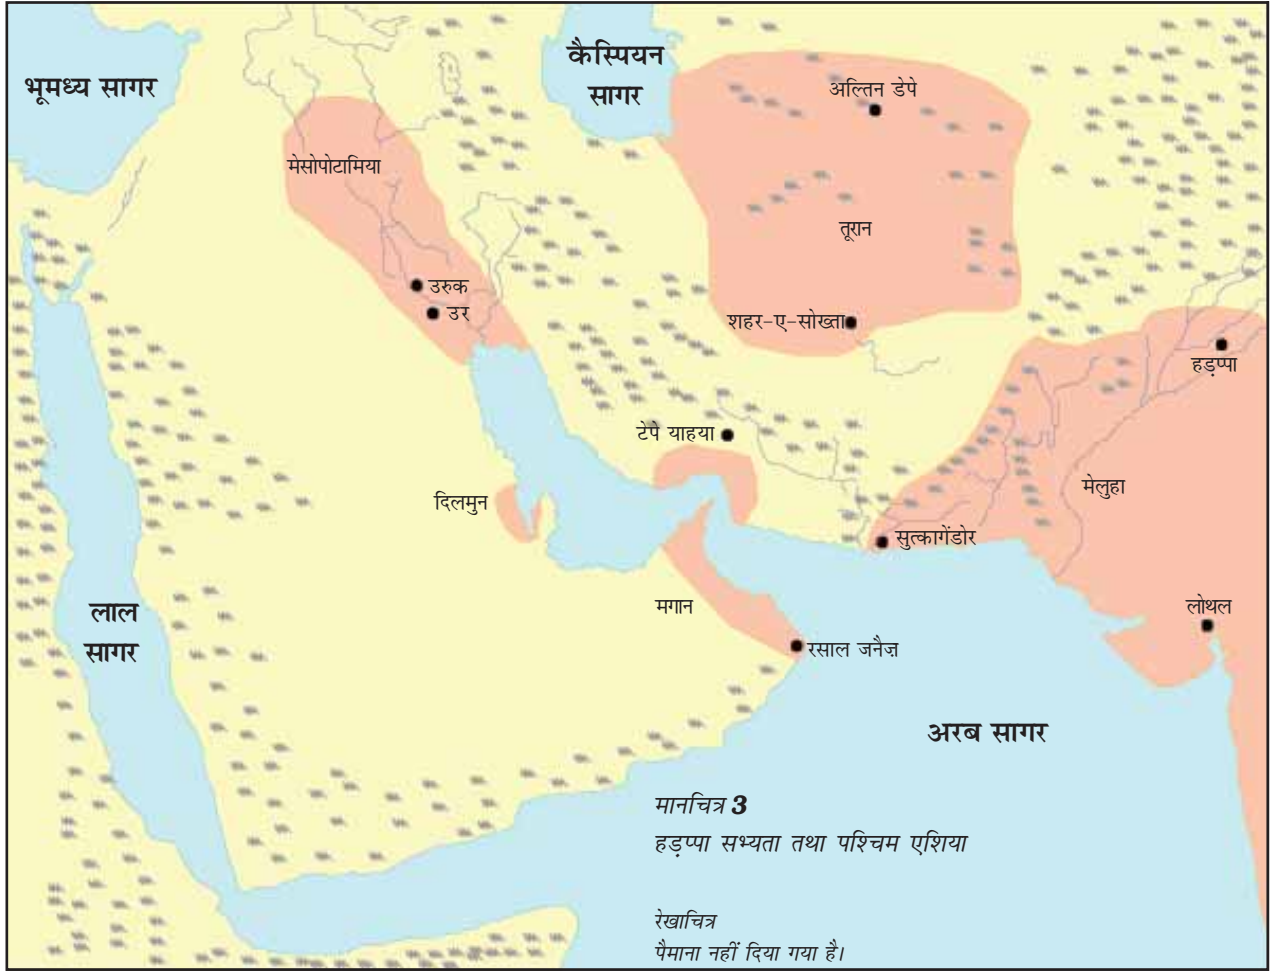 भूमध्य सागर
कैस्पियन
सागर
अल्तिन डेपे
मेसोपोटामिया
तूरान
उरुक
उर
शहर-ए-सोख्ता
हड़प्पा
टेपे याहया
मेलुहा
दिलमुन
सुत्कागेंडोर
लाल
सागर
मगान
लोथल
रसाल जनैज़
अरब सागर
मानचित्र 3
हड़प्पा सभ्यता तथा पश्चिम एशिया
रेखाचित्र
पैमाना नहीं दिया गया है।